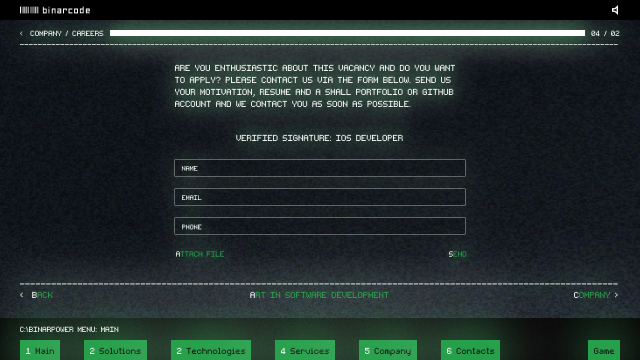 binarcode
‹ COMPANY / CAREERS 04 / 02
ARE YOU ENTHUSIASTIC ABOUT THIS VACANCY AND DO YOU WANT
TO APPLY? PLEASE CONTACT US VIA THE FORM BELOW. SEND US
YOUR MOTIVATION, RESUME AND A SMALL PORTFOLIO OR GITHUB
ACCOUNT AND WE CONTACT YOU AS SOON AS POSSIBLE.
VERIFIED SIGNATURE: IOS DEVELOPER
NAME
EMAIL
PHONE
ATTACH FILE SEND
‹ BACK ART IN SOFTWARE DEVELOPMENT COMPANY ›
C:\BINARPOWER MENU: MAIN
1 Main 2 Solutions 2 Technologies 4 Services 5 Company 6 Contacts Game